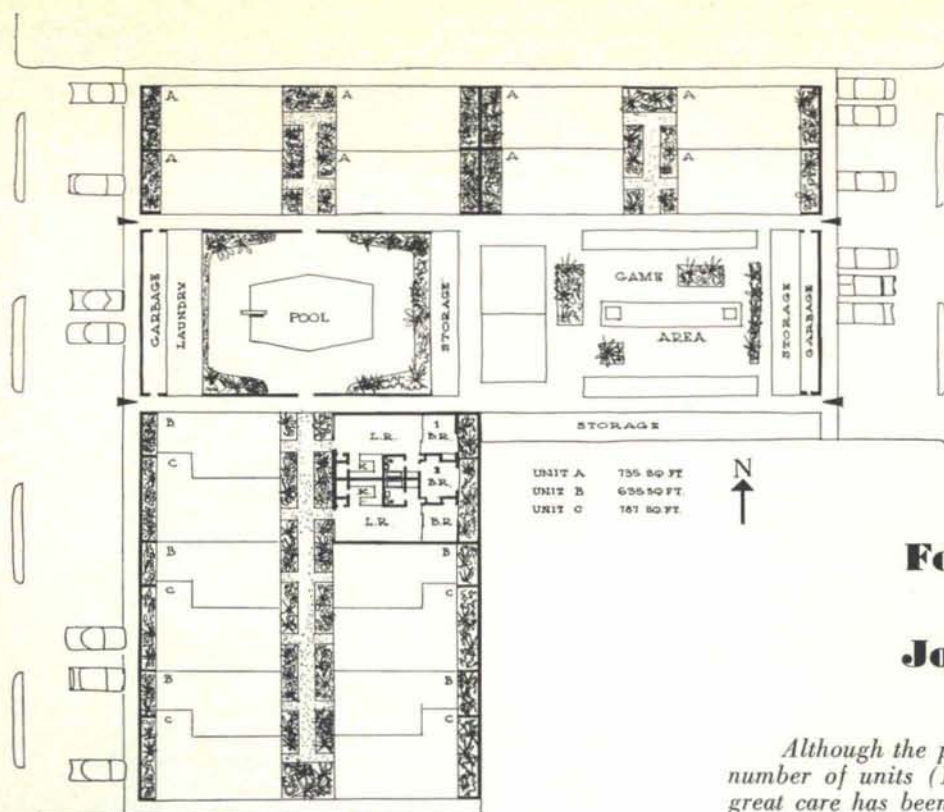 A A A A
A A A A
GARBAGE
LAUNDRY
POOL
STORAGE
GAME
AREA
STORAGE
GARBAGE
STORAGE
B
C
L.R. 1 B.R.
K
2 B.R.
K
L.R. B.R.
B B
C C
B B
C C
UNIT A 735 SQ FT
UNIT B 635 SQ FT.
UNIT C 787 SQ FT.
N
Although the
number of units
great care has been